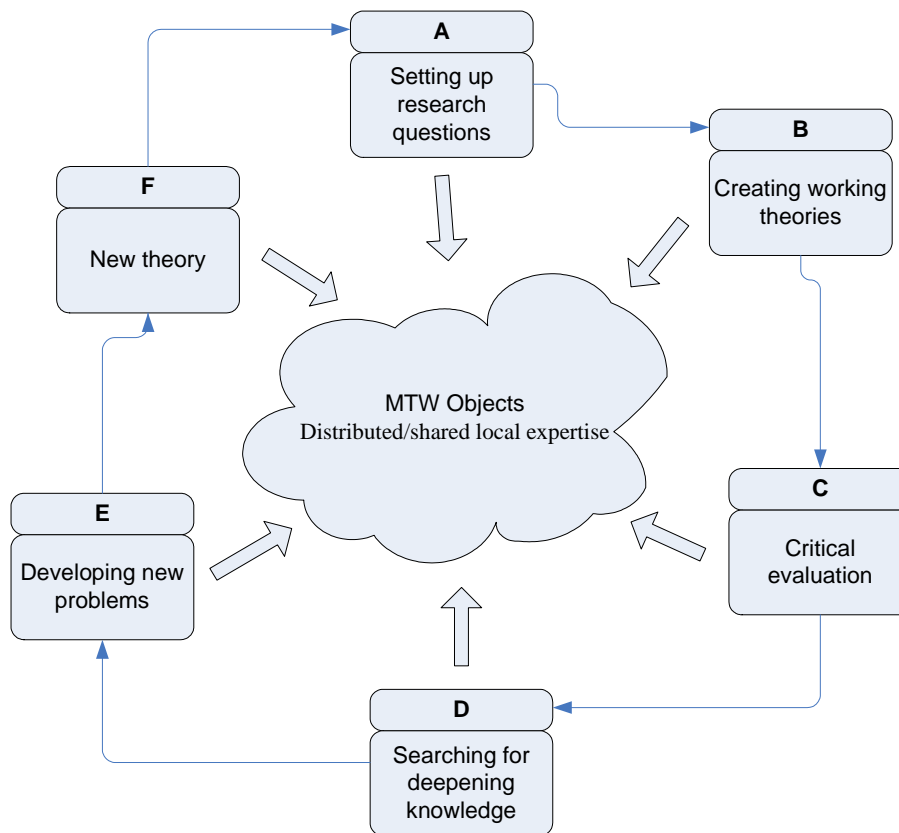 A
Setting up
research
questions
B
Creating working
theories
F
New theory
MTW Objects
Distributed/shared local expertise
C
Critical
evaluation
E
Developing new
problems
D
Searching for
deepening
knowledge